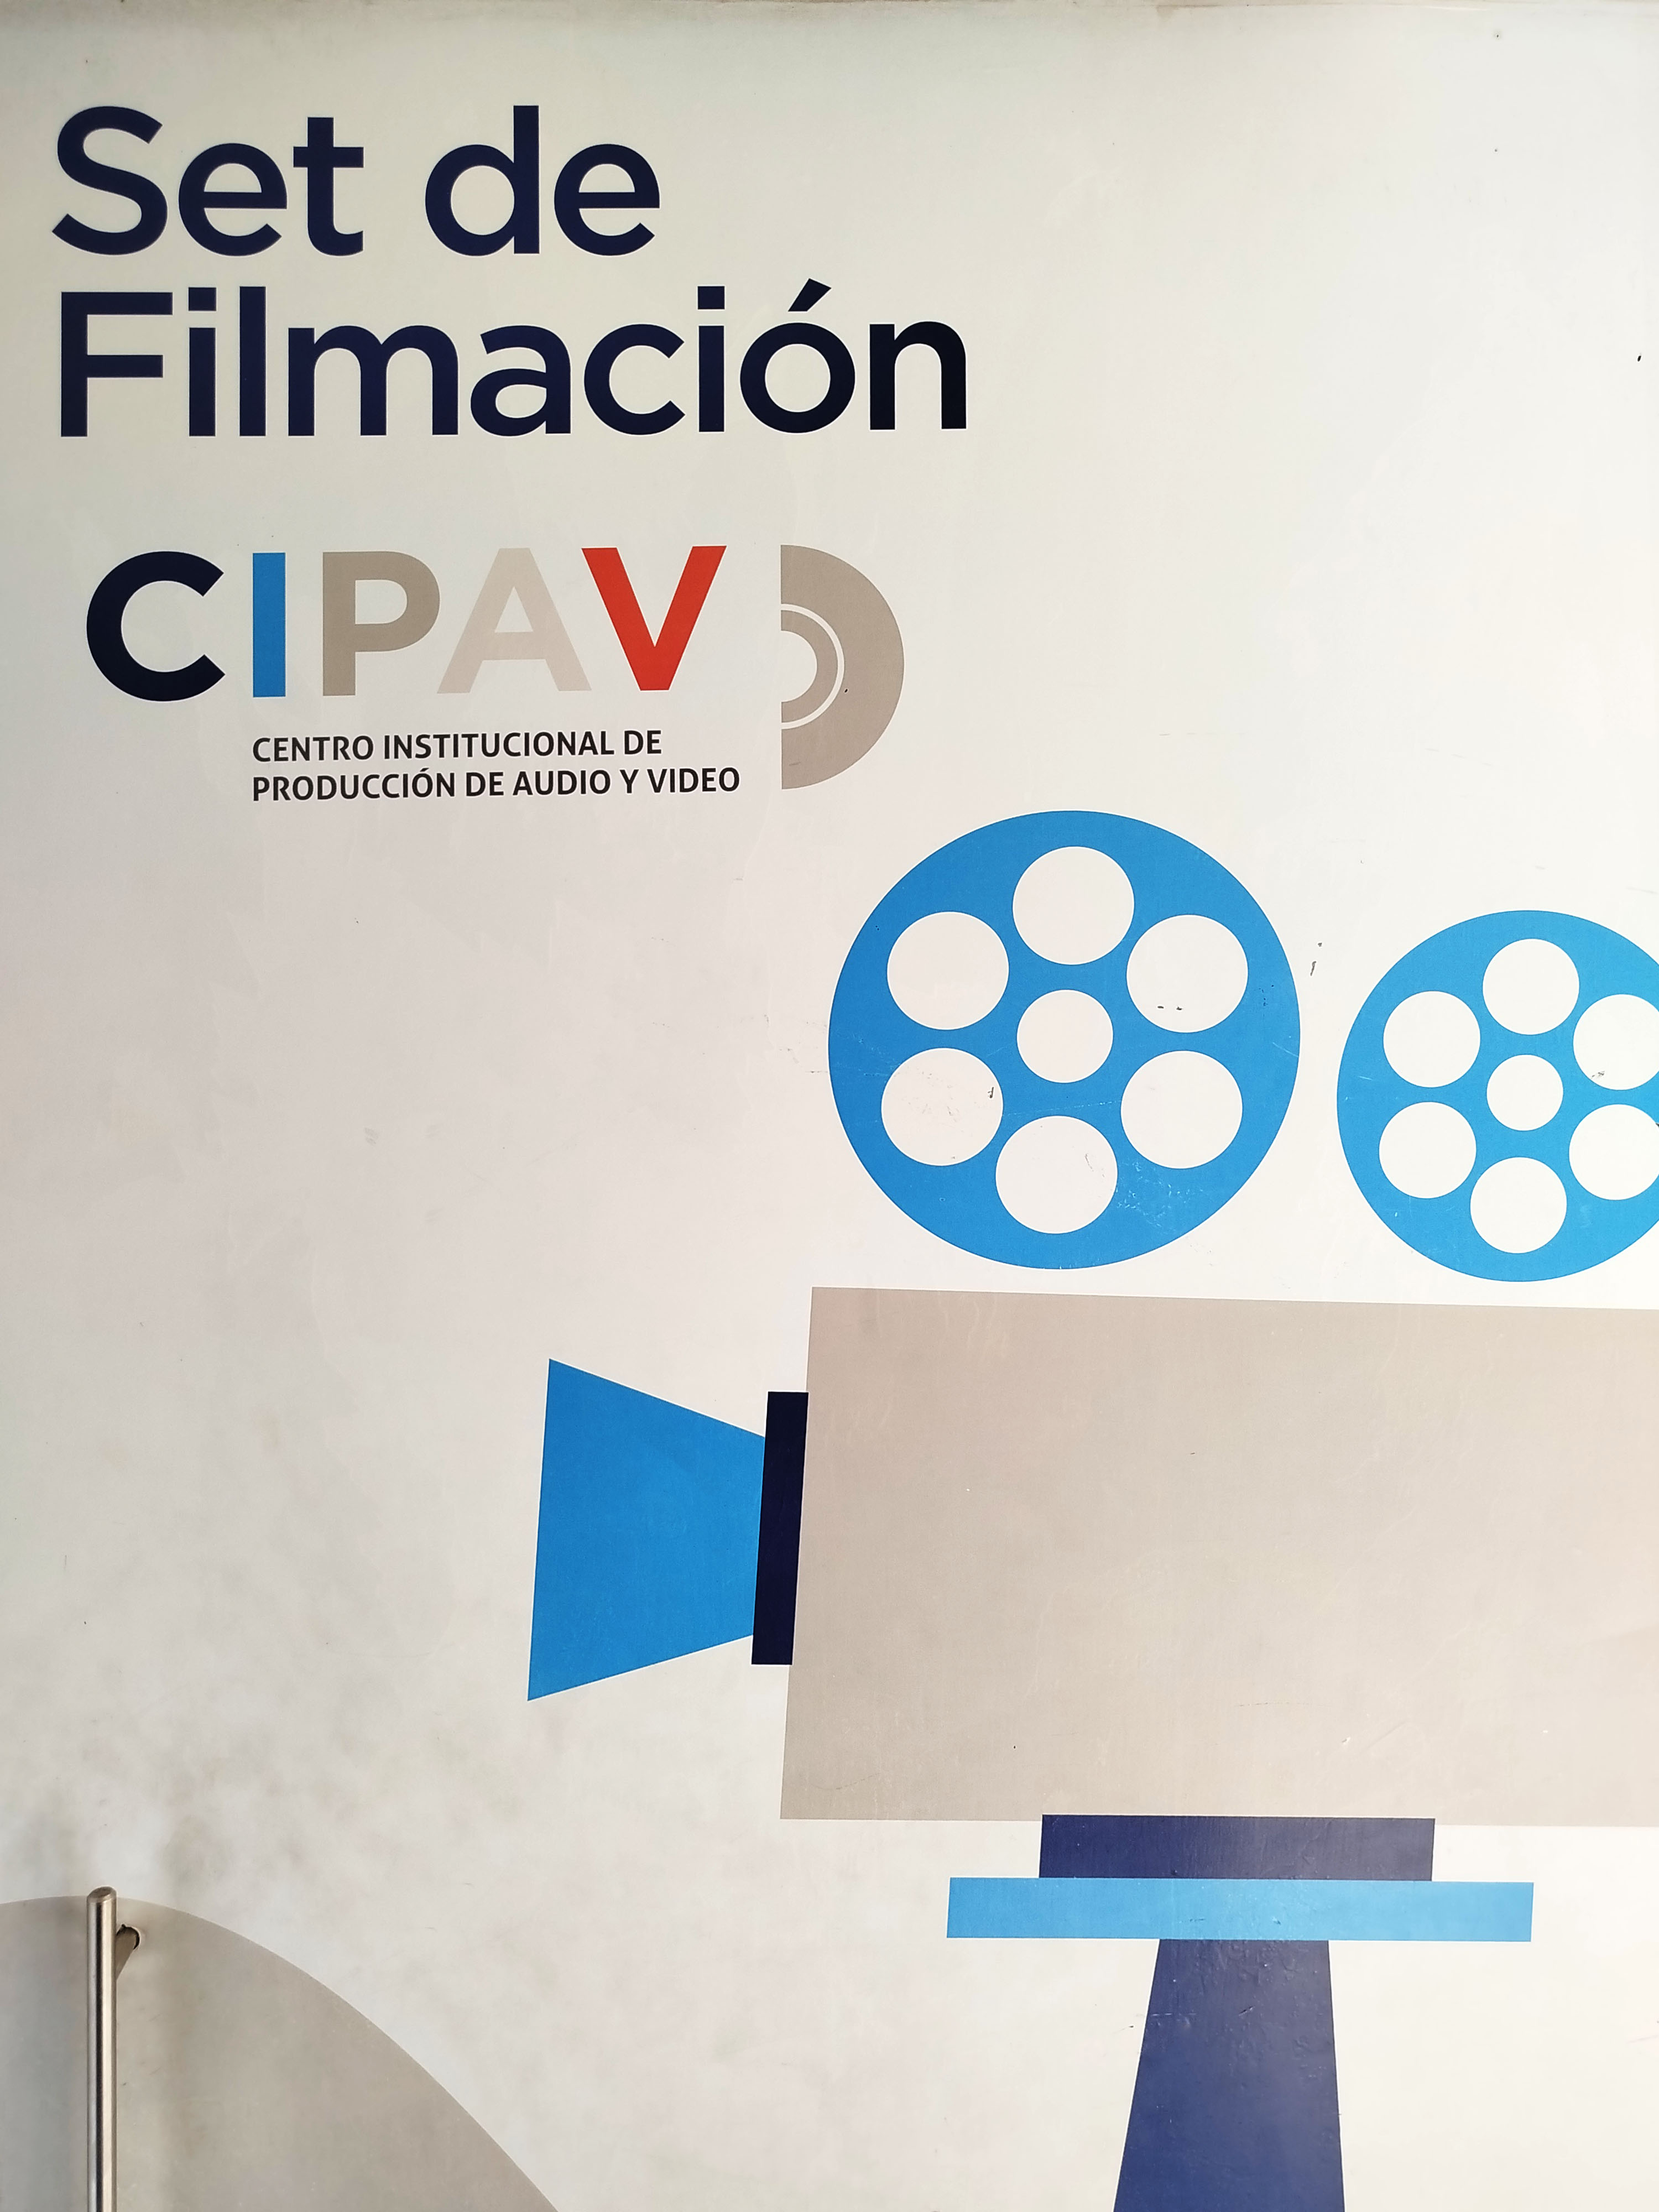 Set de
Filmación
CIPAV
CENTRO INSTITUCIONAL DE
PRODUCCIÓN DE AUDIO Y VIDEO